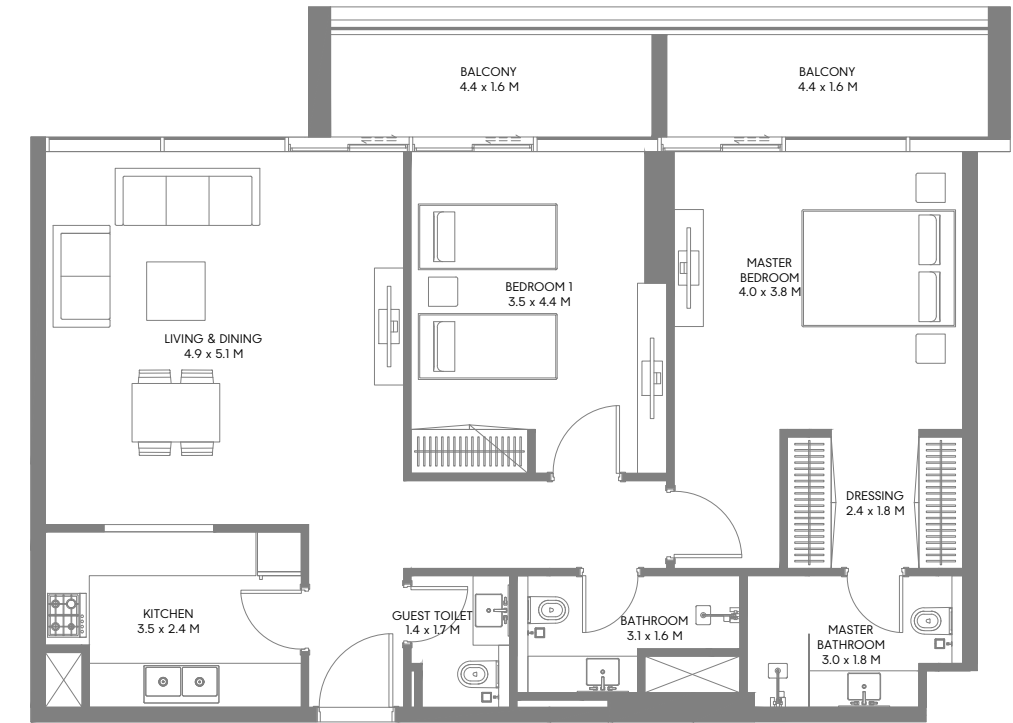 BALCONY
4.4 x 1.6 M
BALCONY
4.4 x 1.6 M
MASTER
BEDROOM
4.0 x 3.8 M
BEDROOM 1
3.5 x 4.4 M
LIVING & DINING
4.9 x 5.1 M
DRESSING
2.4 x 1.8 M
KITCHEN
3.5 x 2.4 M
GUEST TOILET
1.4 x 1.7 M
BATHROOM
3.1 x 1.6 M
MASTER
BATHROOM
3.0 x 1.8 M